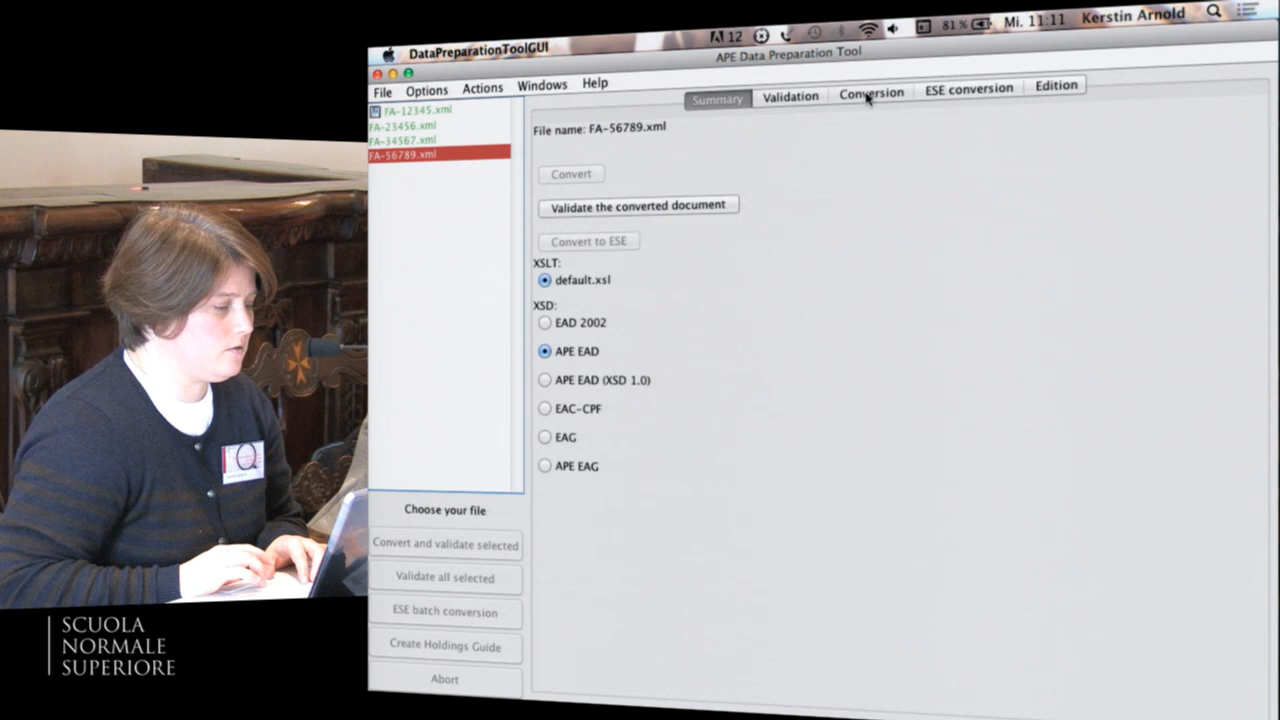 DataPreparationToolGUI
12
81%
Mi. 11:11
Kerstin Arnold
APE Data Preparation Tool
File
Options
Actions
Windows
Help
Summary
Validation
Conversion
ESE conversion
Edition
FA-12345.xml
FA-23456.xml
FA-34567.xml
FA-56789.xml
File name: FA-56789.xml
Convert
Validate the converted document
Convert to ESE
XSLT:
default.xsl
XSD:
EAD 2002
APE EAD
APE EAD (XSD 1.0)
EAC-CPF
EAG
APE EAG
Choose your file
Convert and validate selected
Validate all selected
ESE batch conversion
Create Holdings Guide
Abort
SCUOLA
NORMALE
SUPERIORE